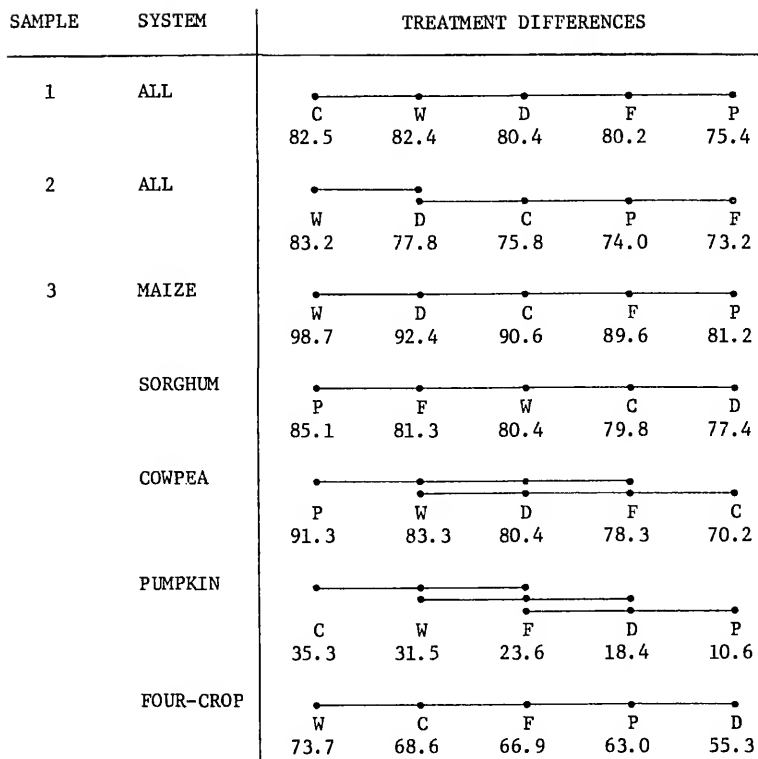 SAMPLE SYSTEM TREATMENT DIFFERENCES
1 ALL
C W D F P
82.5 82.4 80.4 80.2 75.4
2 ALL
W D C P F
83.2 77.8 75.8 74.0 73.2
3 MAIZE
W D C F P
98.7 92.4 90.6 89.6 81.2
SORGHUM
P F W C D
85.1 81.3 80.4 79.8 77.4
COWPEA
P W D F C
91.3 83.3 80.4 78.3 70.2
PUMPKIN
C W F D P
35.3 31.5 23.6 18.4 10.6
FOUR-CROP
W C F P D
73.7 68.6 66.9 63.0 55.3